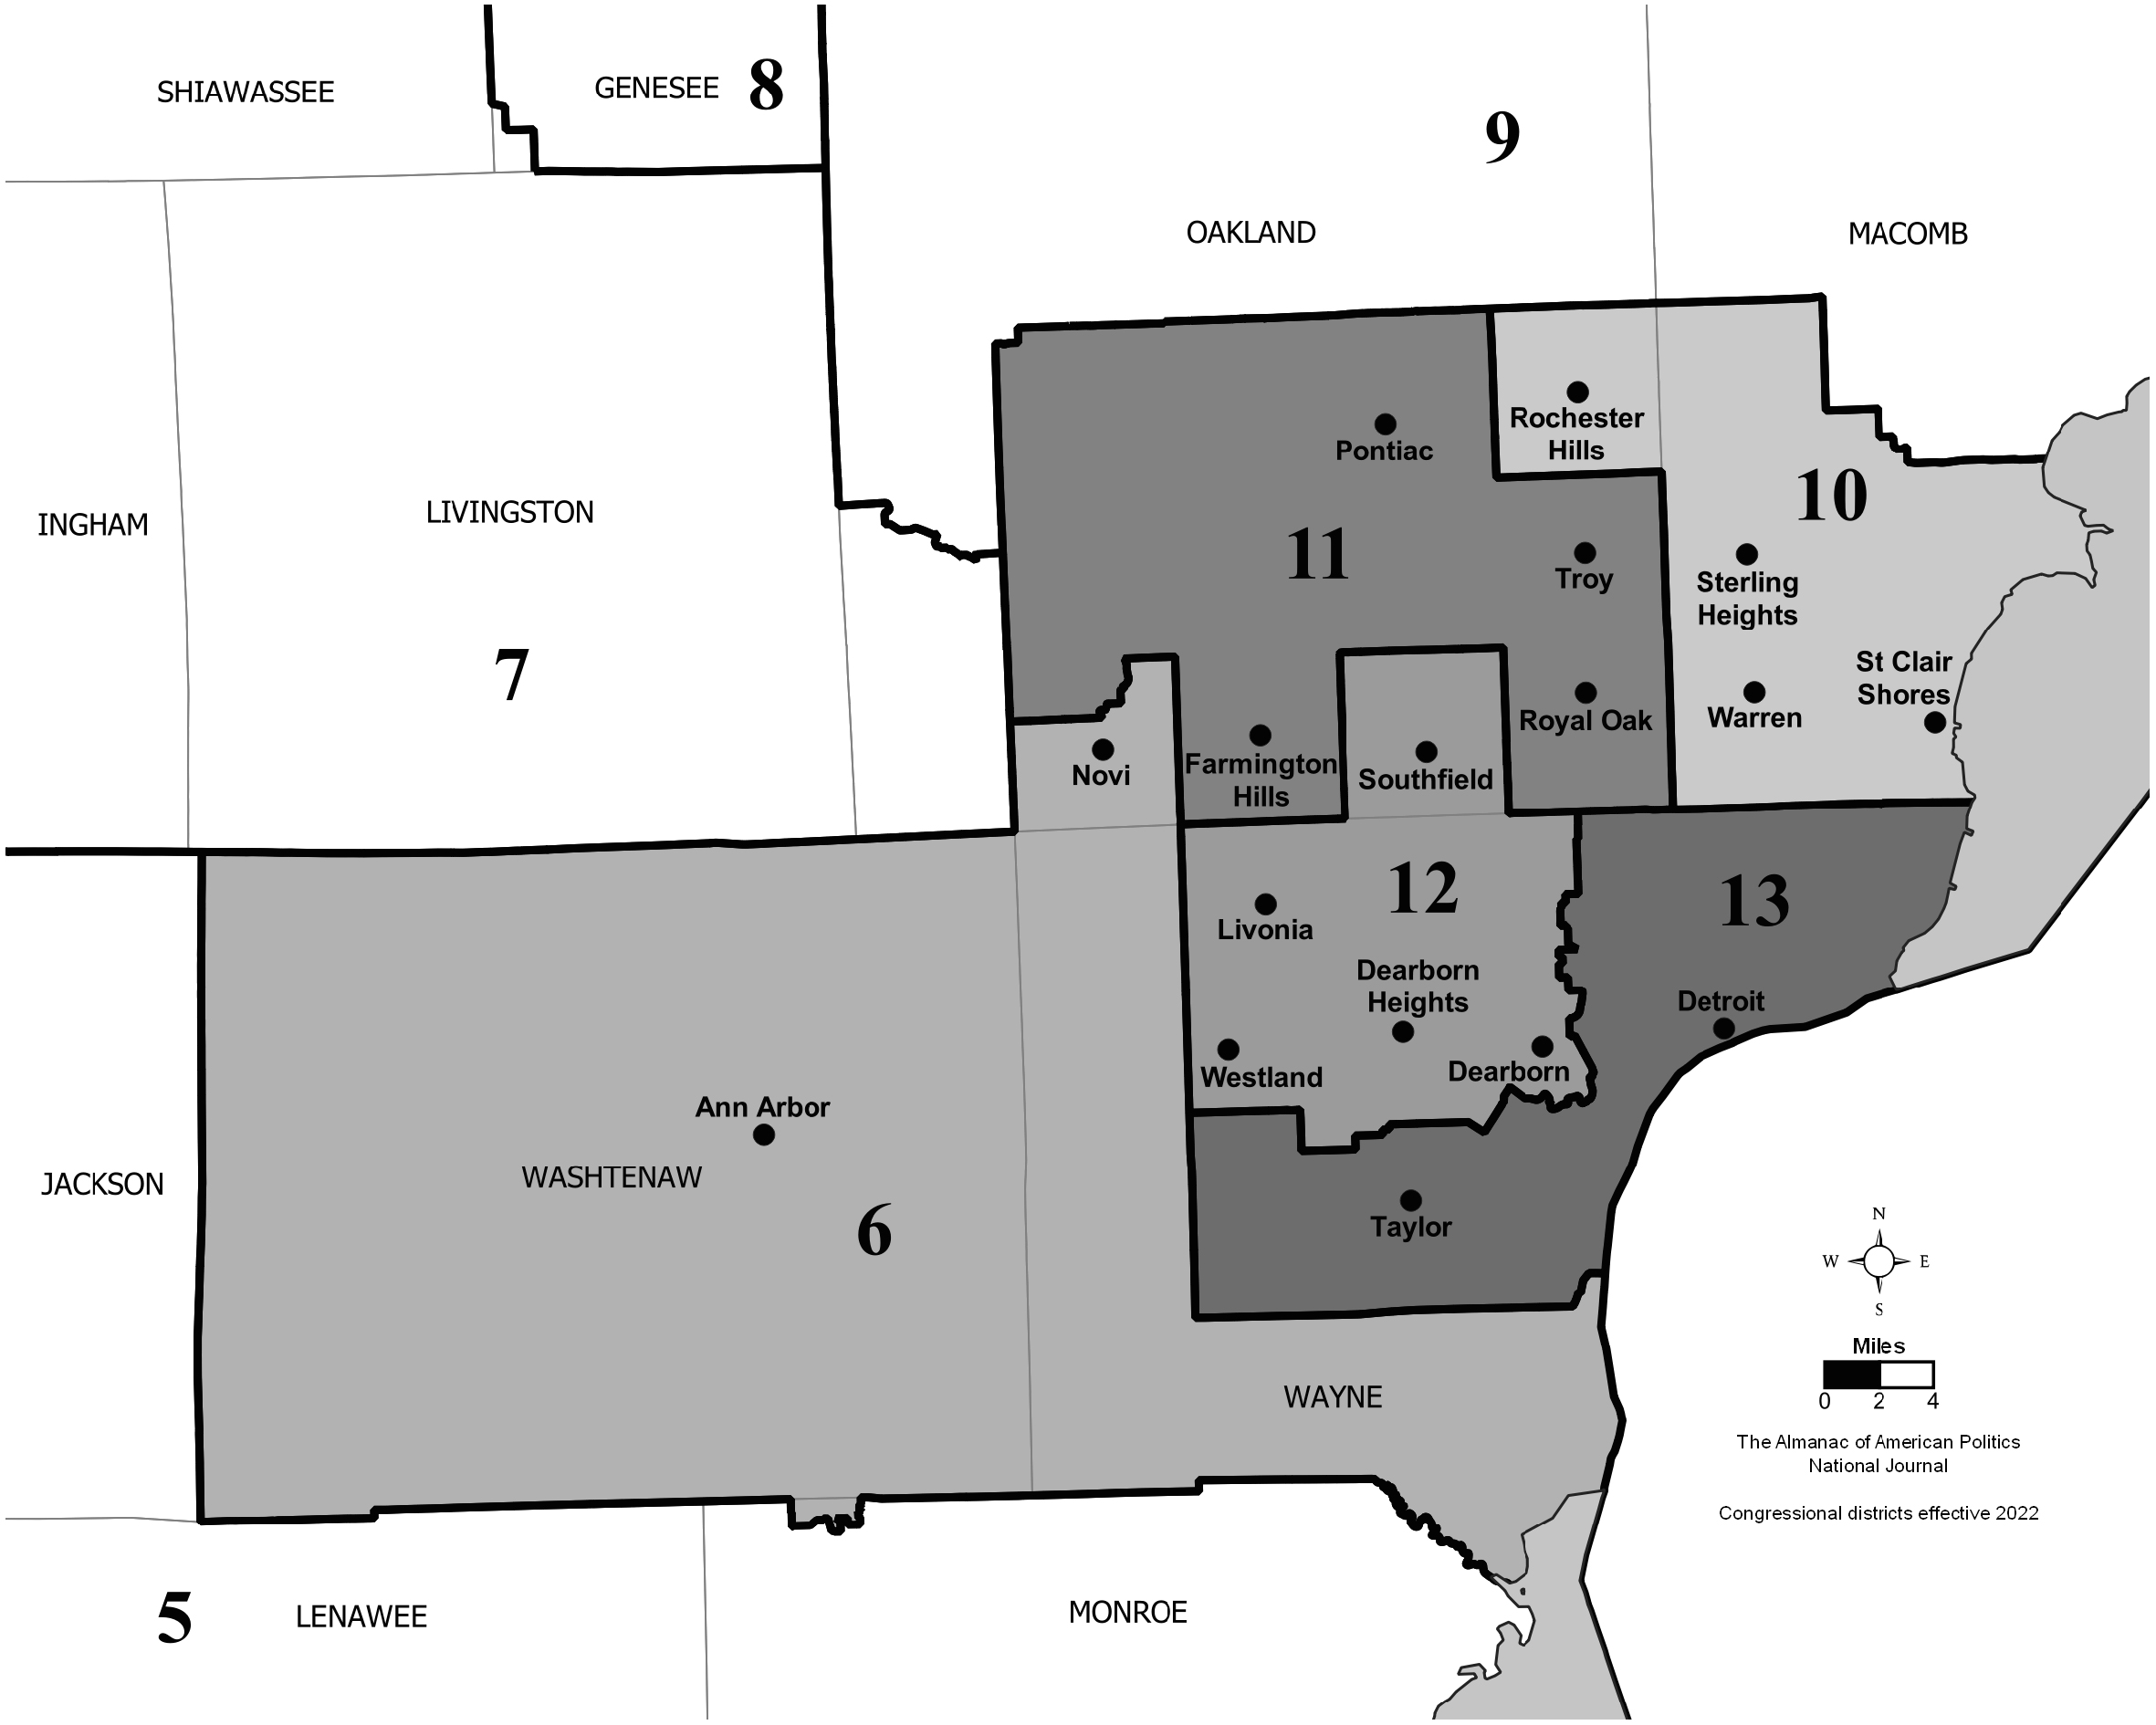 SHIAWASSEE
GENESEE
8
9
OAKLAND
MACOMB
INGHAM
LIVINGSTON
7
Pontiac
Rochester
Hills
10
11
Troy
Sterling
Heights
St Clair
Shores
Royal Oak
Warren
Novi
Farmington
Hills
Southfield
12
13
Livonia
Dearborn
Heights
Detroit
Westland
Dearborn
Ann Arbor
JACKSON
WASHTENAW
6
Taylor
WAYNE
N
W
E
S
Miles
0 2 4
The Almanac of American Politics
National Journal
Congressional districts effective 2022
5
LENAWEE
MONROE